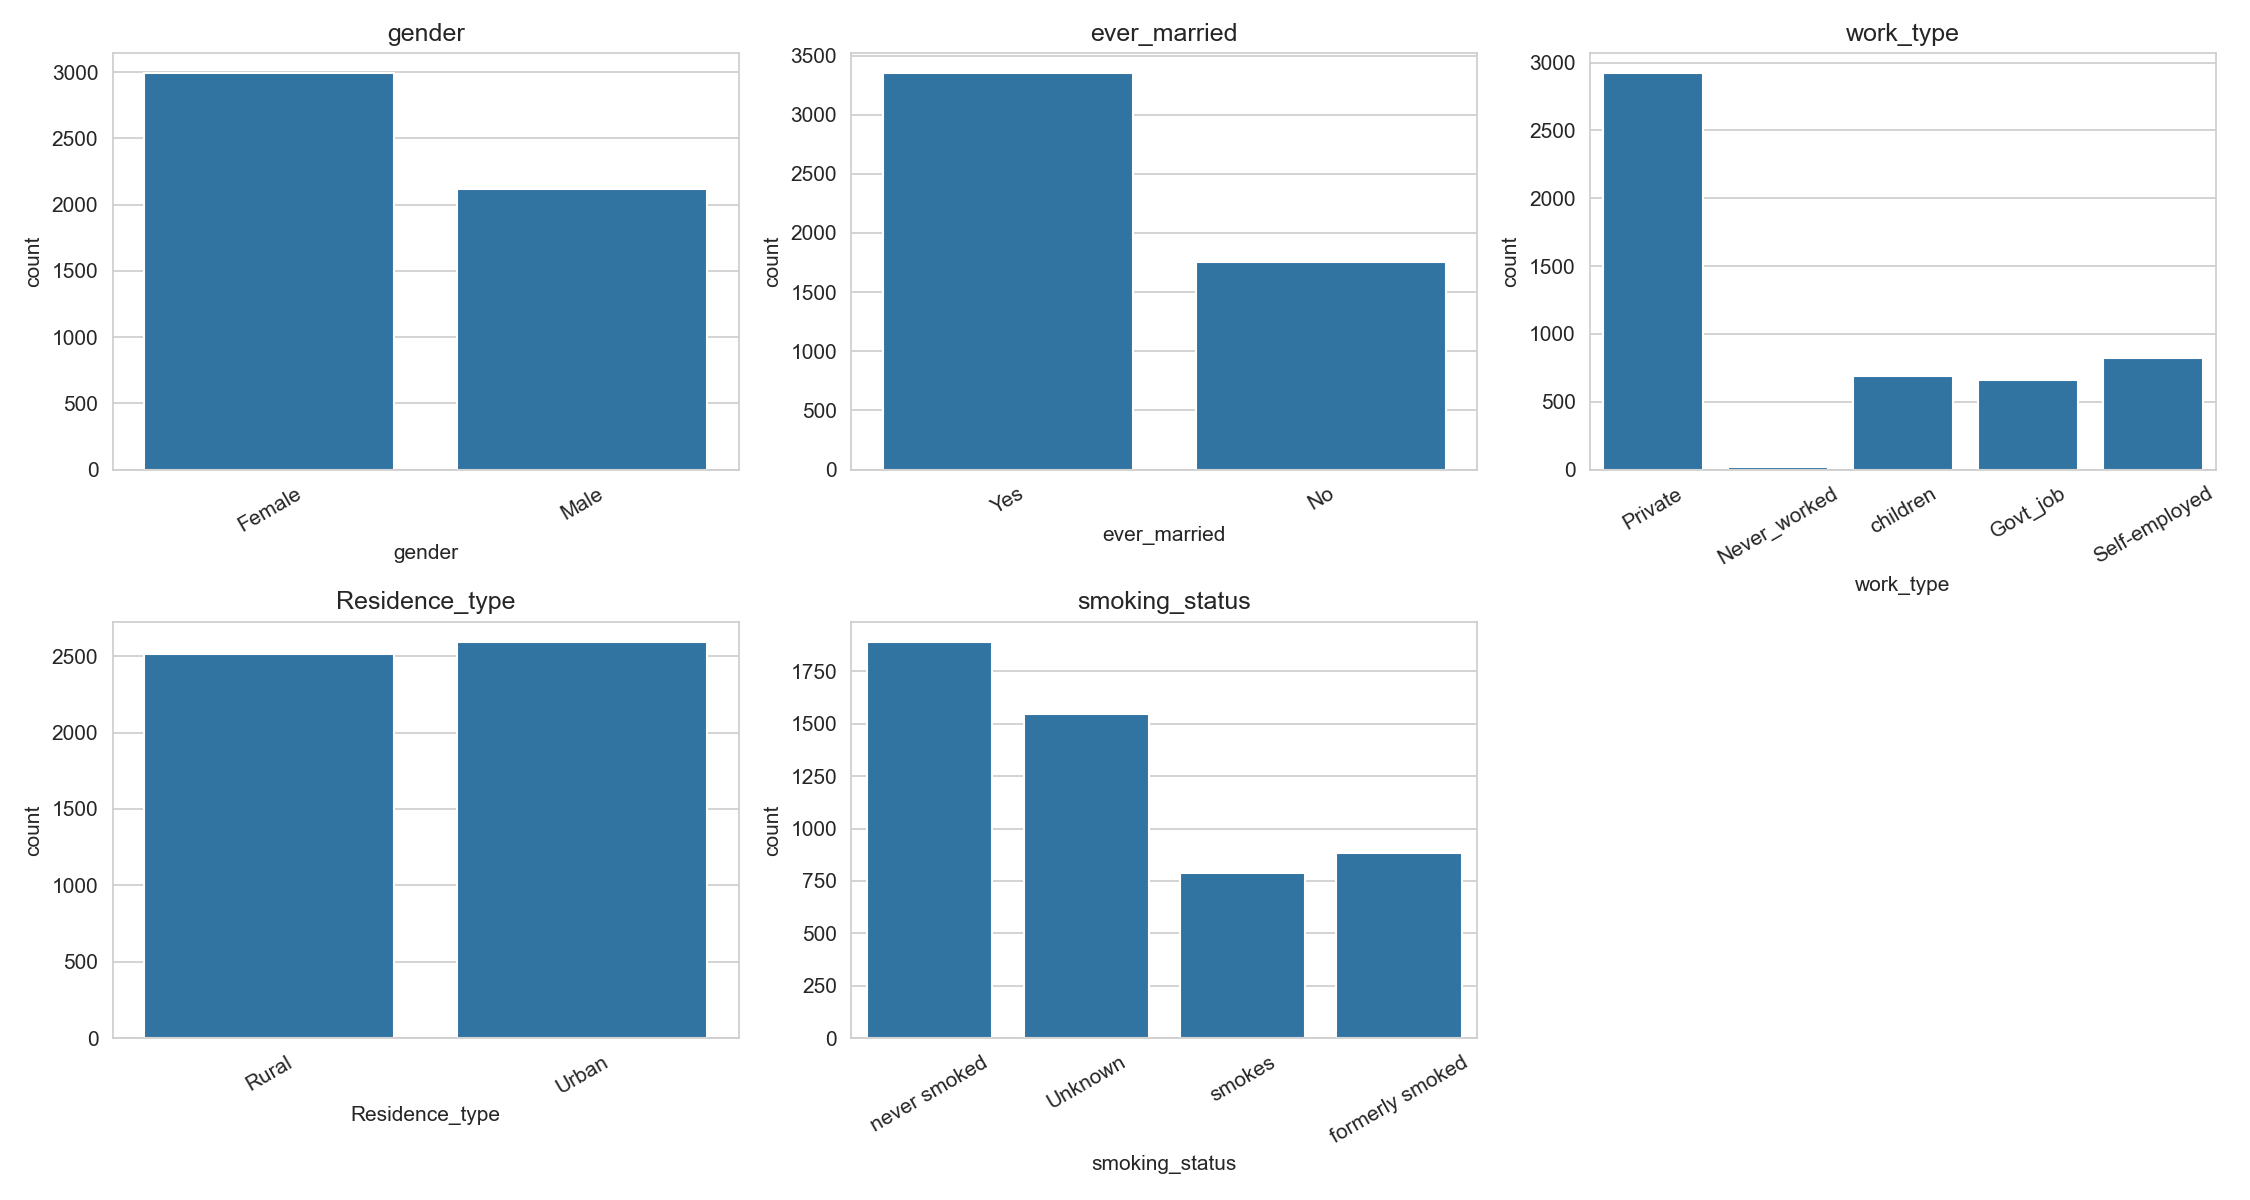 gender
3000
2500
2000
1500
1000
500
0
count
Female
Male
gender
ever_married
3500
3000
2500
2000
1500
1000
500
0
count
Yes
No
ever_married
work_type
3000
2500
2000
1500
1000
500
0
count
Private
Never_worked
children
Govt_job
Self-employed
work_type
Residence_type
2500
2000
1500
1000
500
0
count
Rural
Urban
Residence_type
smoking_status
1750
1500
1250
1000
750
500
250
0
count
never smoked
Unknown
smokes
formerly smoked
smoking_status